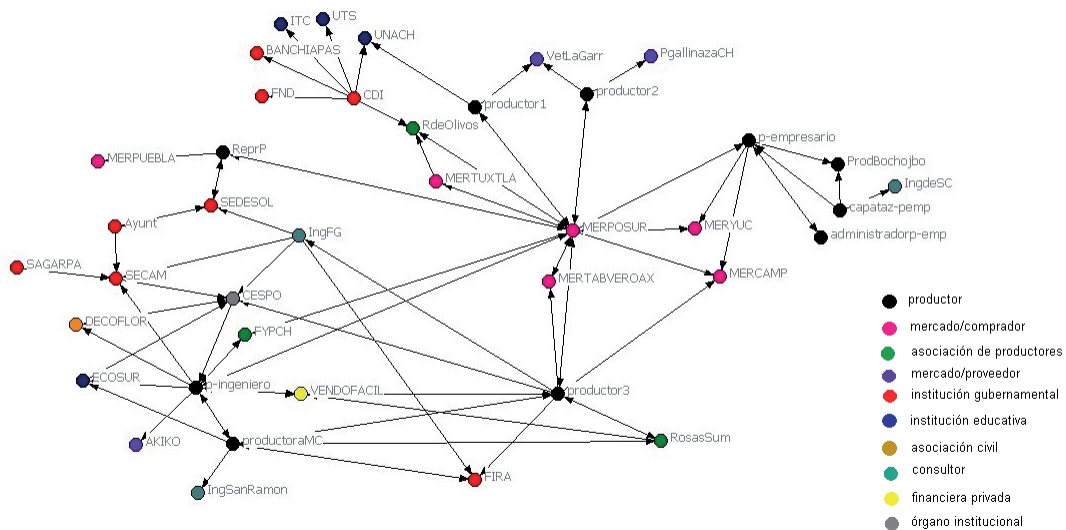 ITC
UTS
UNACH
BANCHIAPAS
VetLaGarr
PgallinazaCH
FND
CDI
productor1
productor2
RdeOlivos
p-empresario
ReprP
MERPUEBLA
ProdBochojbo
MERTUXTLA
IngdeSC
SEDESOL
capataz-pemp
Ayunt
MERPOSUR
MERYUC
IngFG
administradorp-emp
SAGARPA
SECAM
MERTABVEROAX
MERCAMP
CESPO
DECOFLOR
FYPCH
ECOSUR
p-ingeniero
VENDOFACIL
productor3
AKIKO
productoraMC
RosasSum
FIRA
IngSanRamon
productor
mercado/comprador
asociación de productores
mercado/proveedor
institución gubernamental
institución educativa
asociación civil
consultor
financiera privada
órgano institucional